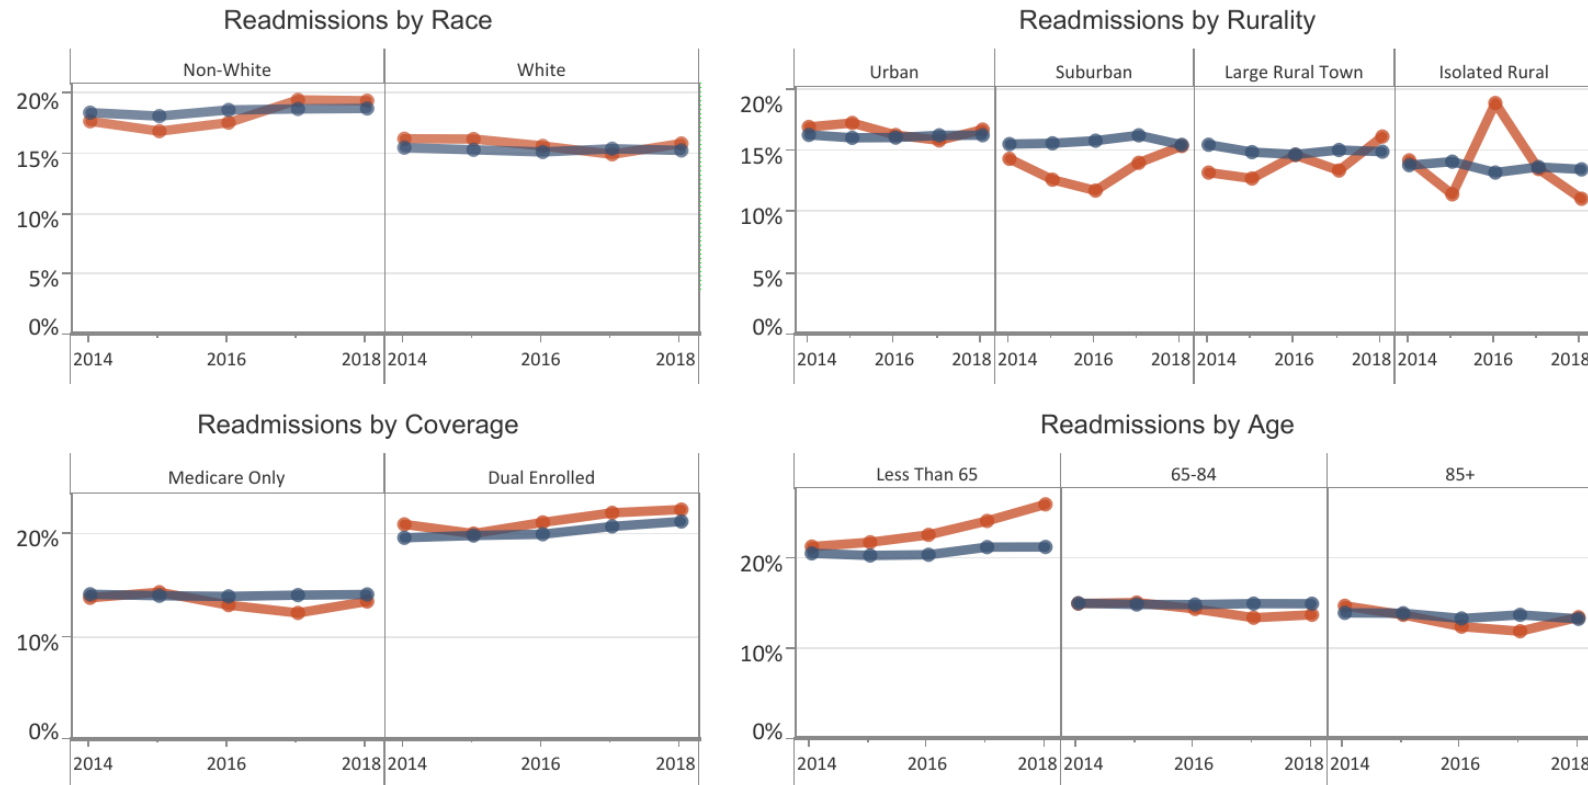 Readmissions by Race
Non-White White
20%
15%
10%
5%
0%
2014 2016 2018 2014 2016 2018
Readmissions by Rurality
Urban Suburban Large Rural Town Isolated Rural
20%
15%
10%
5%
0%
2014 2016 2018 2014 2016 2018 2014 2016 2018 2014 2016 2018
Readmissions by Coverage
Medicare Only Dual Enrolled
20%
10%
0%
2014 2016 2018 2014 2016 2018
Readmissions by Age
Less Than 65 65-84 85+
20%
10%
0%
2014 2016 2018 2014 2016 2018 2014 2016 2018